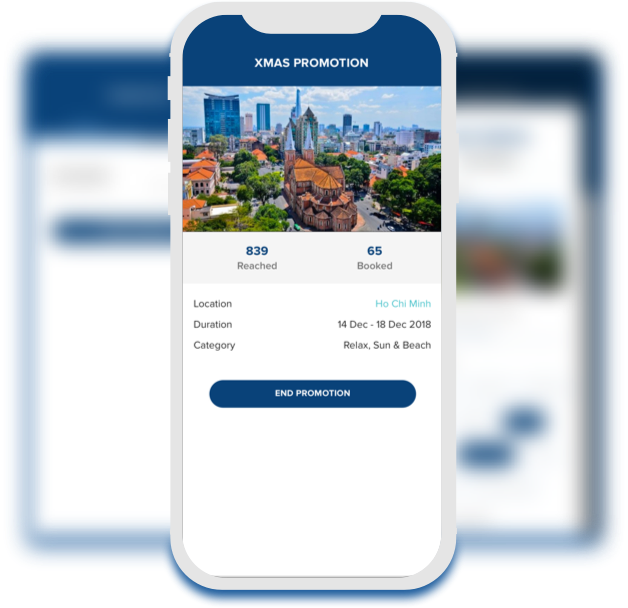 XMAS PROMOTION
839 65
Reached Booked
Location Ho Chi Minh
Duration 14 Dec - 18 Dec 2018
Category Relax, Sun & Beach
END PROMOTION